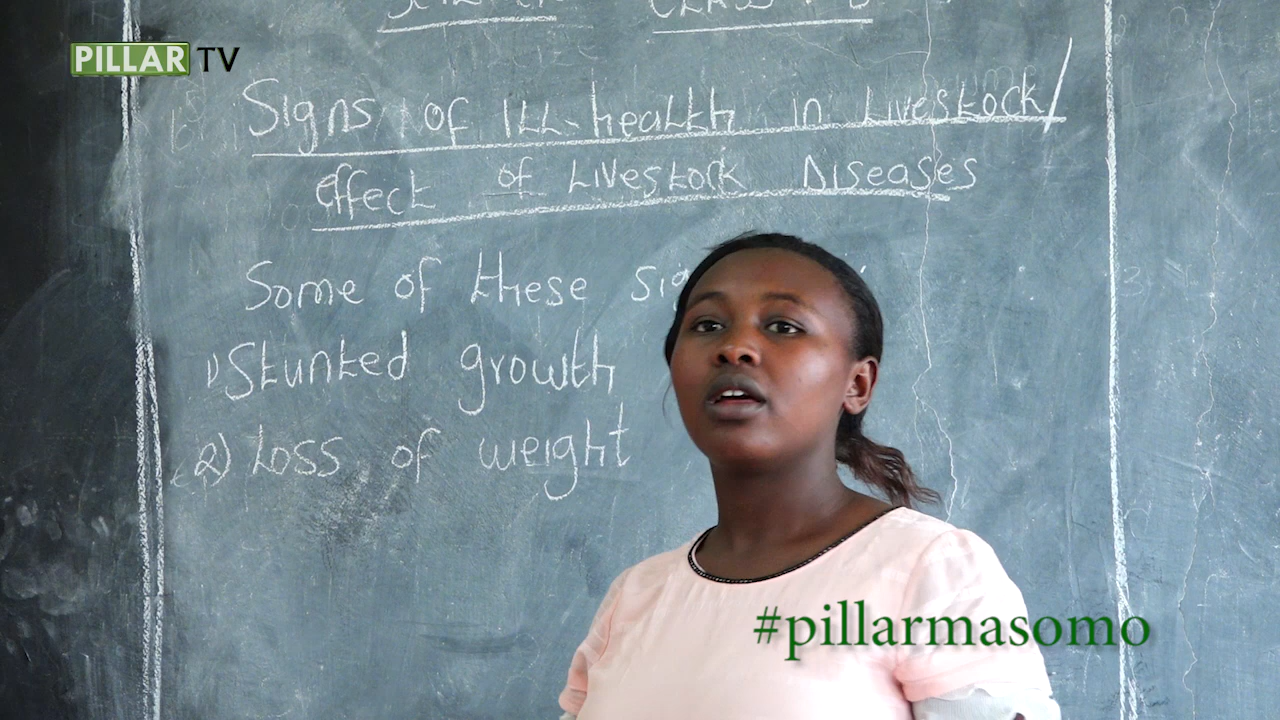 PILLAR TV
Signs of ILL-health in Livestock/
effect of Livestock Diseases
Some of these
1) Stunted growth
2) Loss of weight
#pillarmasomo